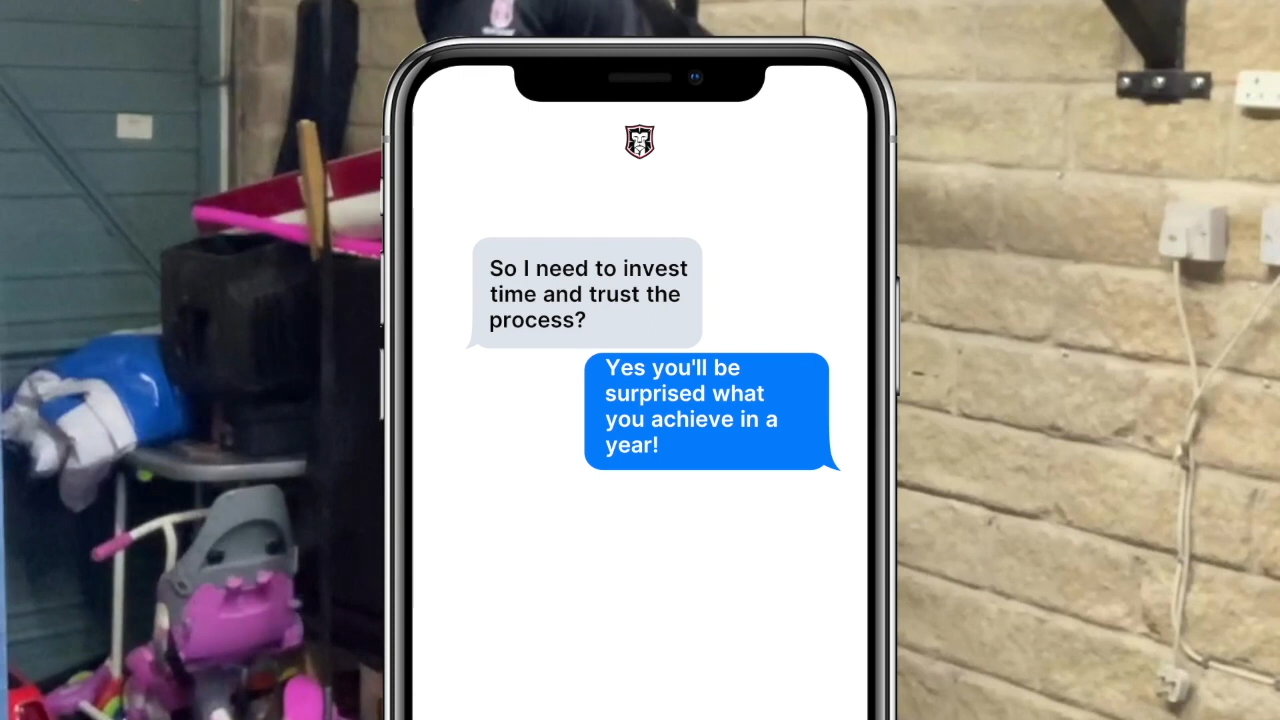 So I need to invest
time and trust the
process?
Yes you'll be
surprised what
you achieve in a
year!